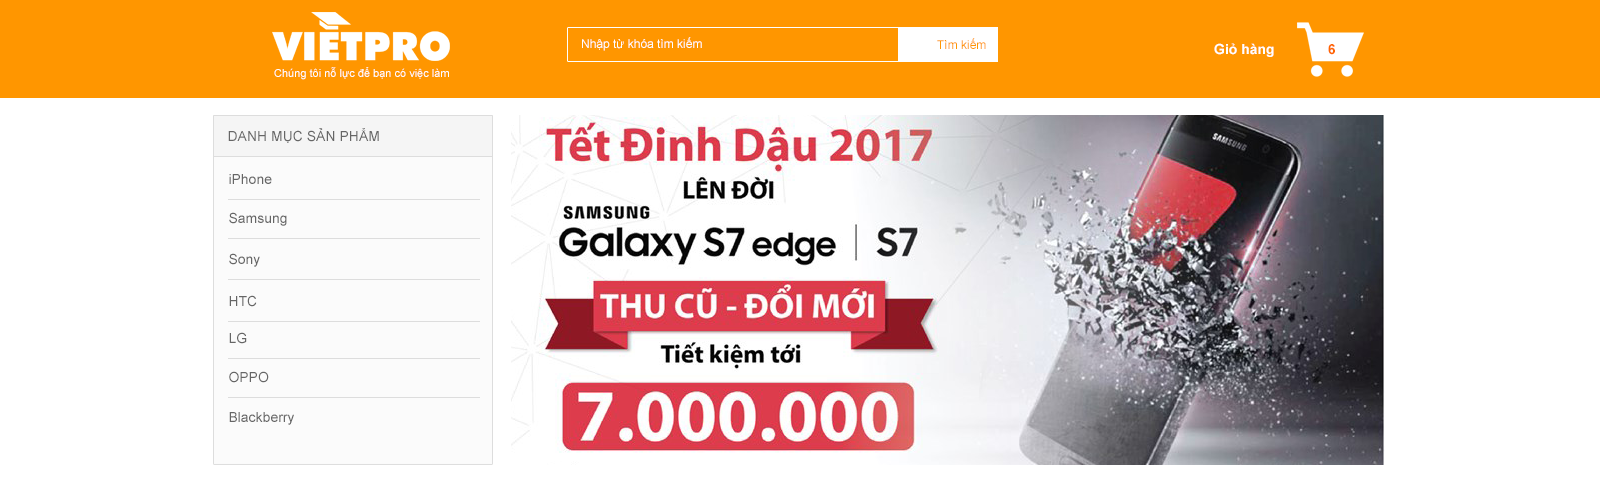 VIETPRO
Chúng tôi nỗ lực để bạn có việc làm
Nhập từ khóa tìm kiếm
Tìm kiếm
Giỏ hàng
6
DANH MỤC SẢN PHẨM
iPhone
Samsung
Sony
HTC
LG
OPPO
Blackberry
Tết Đinh Dậu 2017
LÊN ĐỜI
SAMSUNG
Galaxy S7 edge | S7
THU CŨ - ĐỔI MỚI
Tiết kiệm tới
7.000.000
SAMSUNG